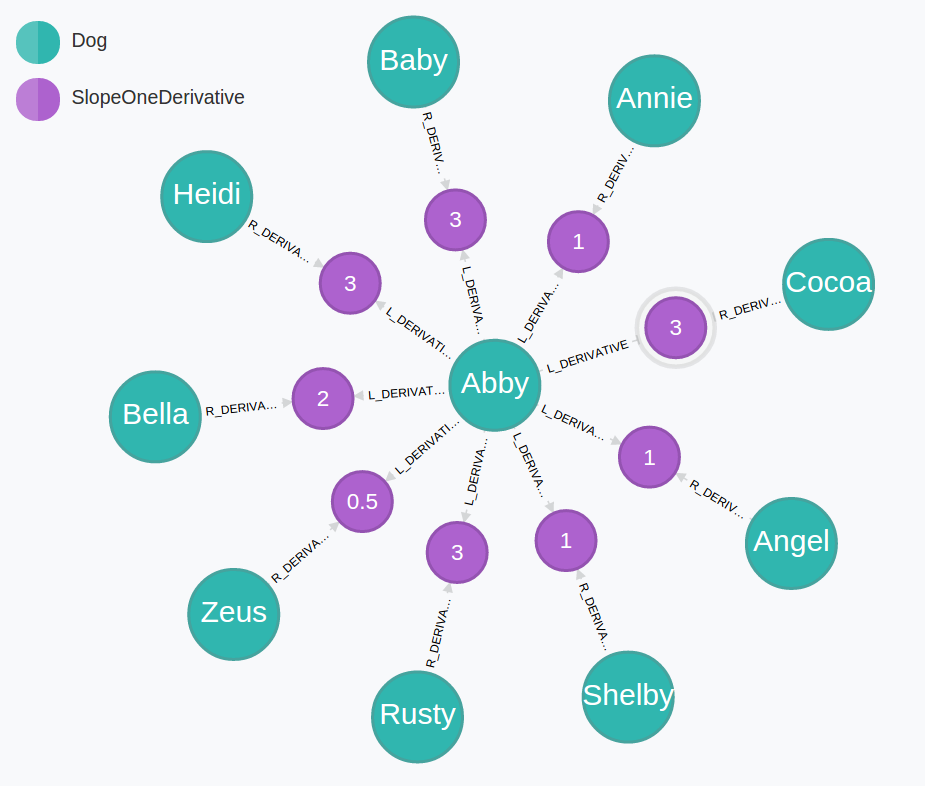 Dog
SlopeOneDerivative
Baby
Annie
Heidi
Cocoa
Abby
Bella
Angel
Zeus
Shelby
Rusty
3
1
3
3
2
1
0.5
3
1
R_DERIV…
R_DERIV…
R_DERIVA…
R_DERIV…
R_DERIVA…
R_DERIV…
R_DERIVA…
R_DERIVA…
R_DERIVA…
L_DERIVA…
L_DERIVA…
L_DERIVATI…
L_DERIVATIVE
L_DERIVAT…
L_DERIVA…
L_DERIVATI…
L_DERIVA…
L_DERIVA…